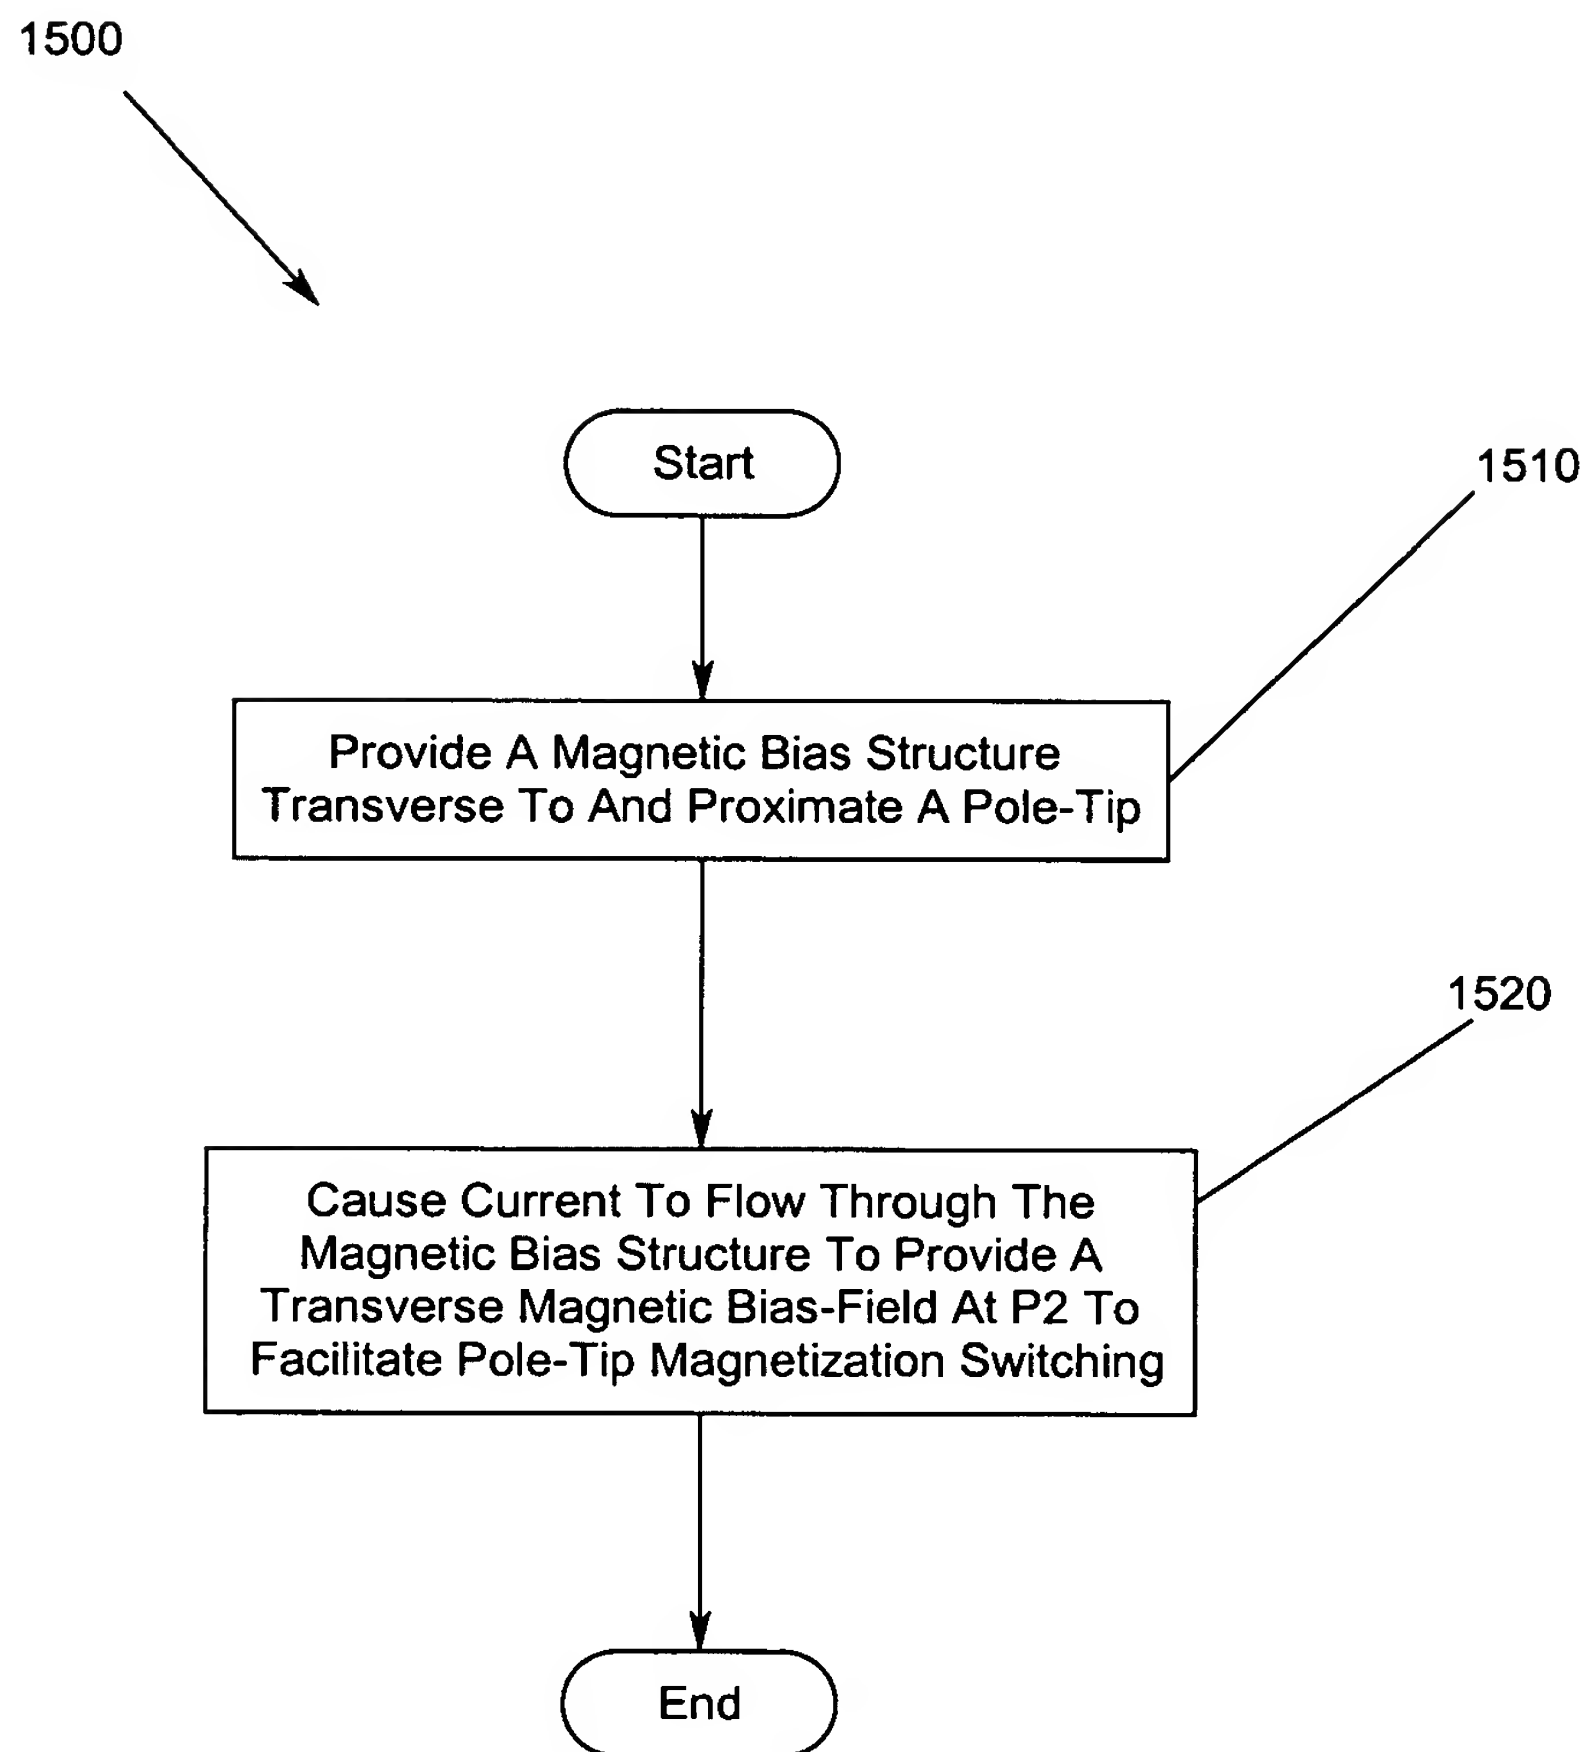 1500
Start
1510
Provide A Magnetic Bias Structure
Transverse To And Proximate A Pole-Tip
1520
Cause Current To Flow Through The
Magnetic Bias Structure To Provide A
Transverse Magnetic Bias-Field At P2 To
Facilitate Pole-Tip Magnetization Switching
End